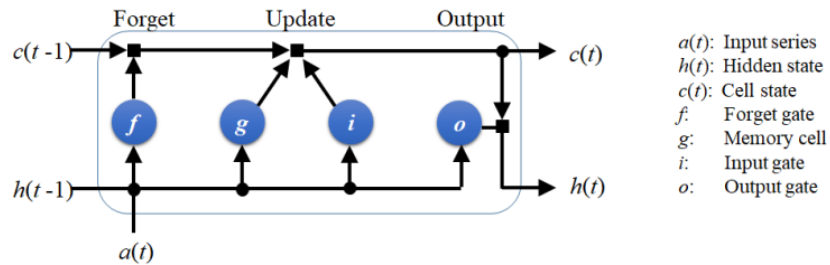 Forget Update Output
c(t -1) c(t)
f g i o
h(t -1) h(t)
a(t)
a(t): Input series
h(t): Hidden state
c(t): Cell state
f: Forget gate
g: Memory cell
i: Input gate
o: Output gate